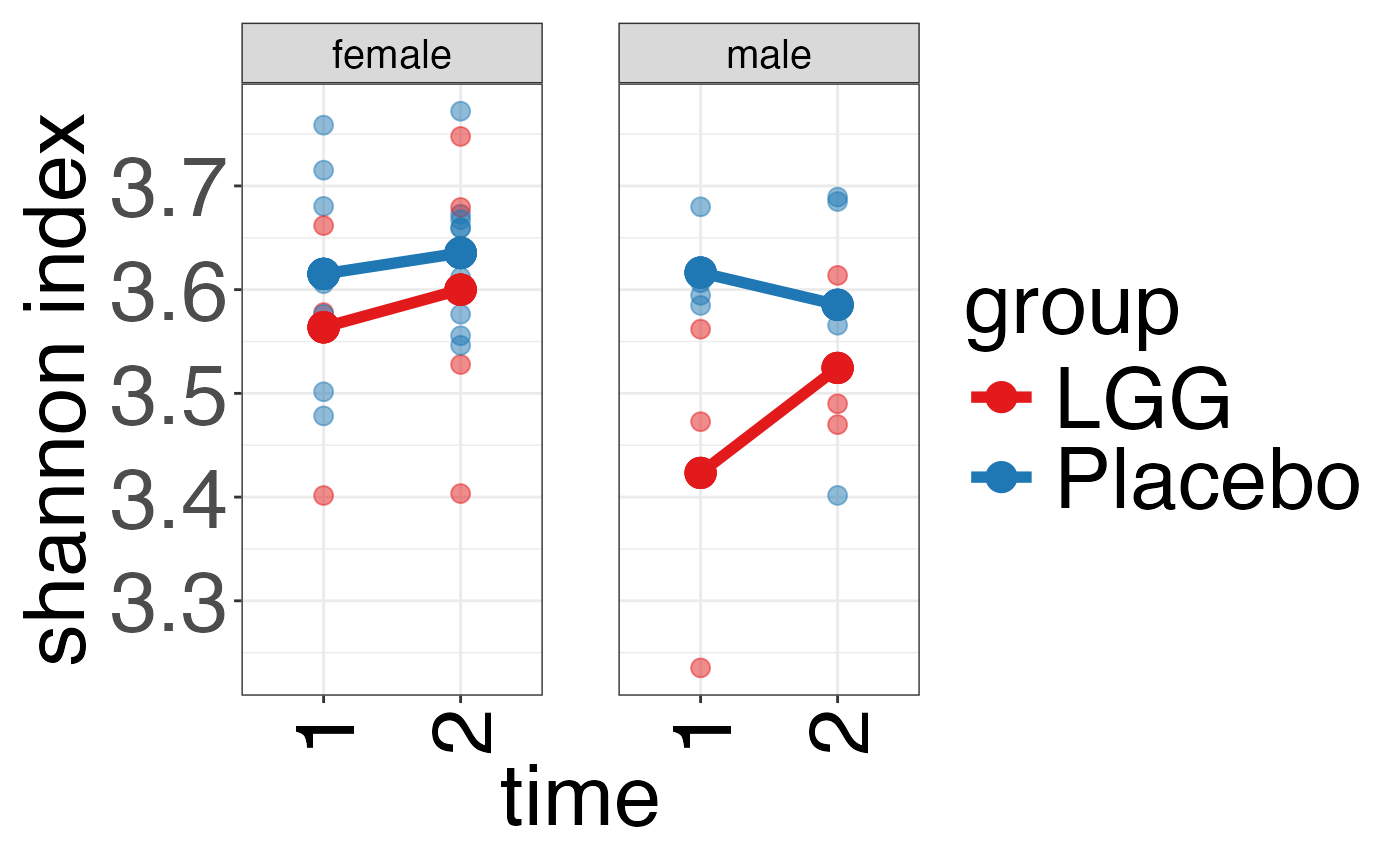 female
male
shannon index
3.7
3.6
3.5
3.4
3.3
1
2
1
2
time
group
LGG
Placebo